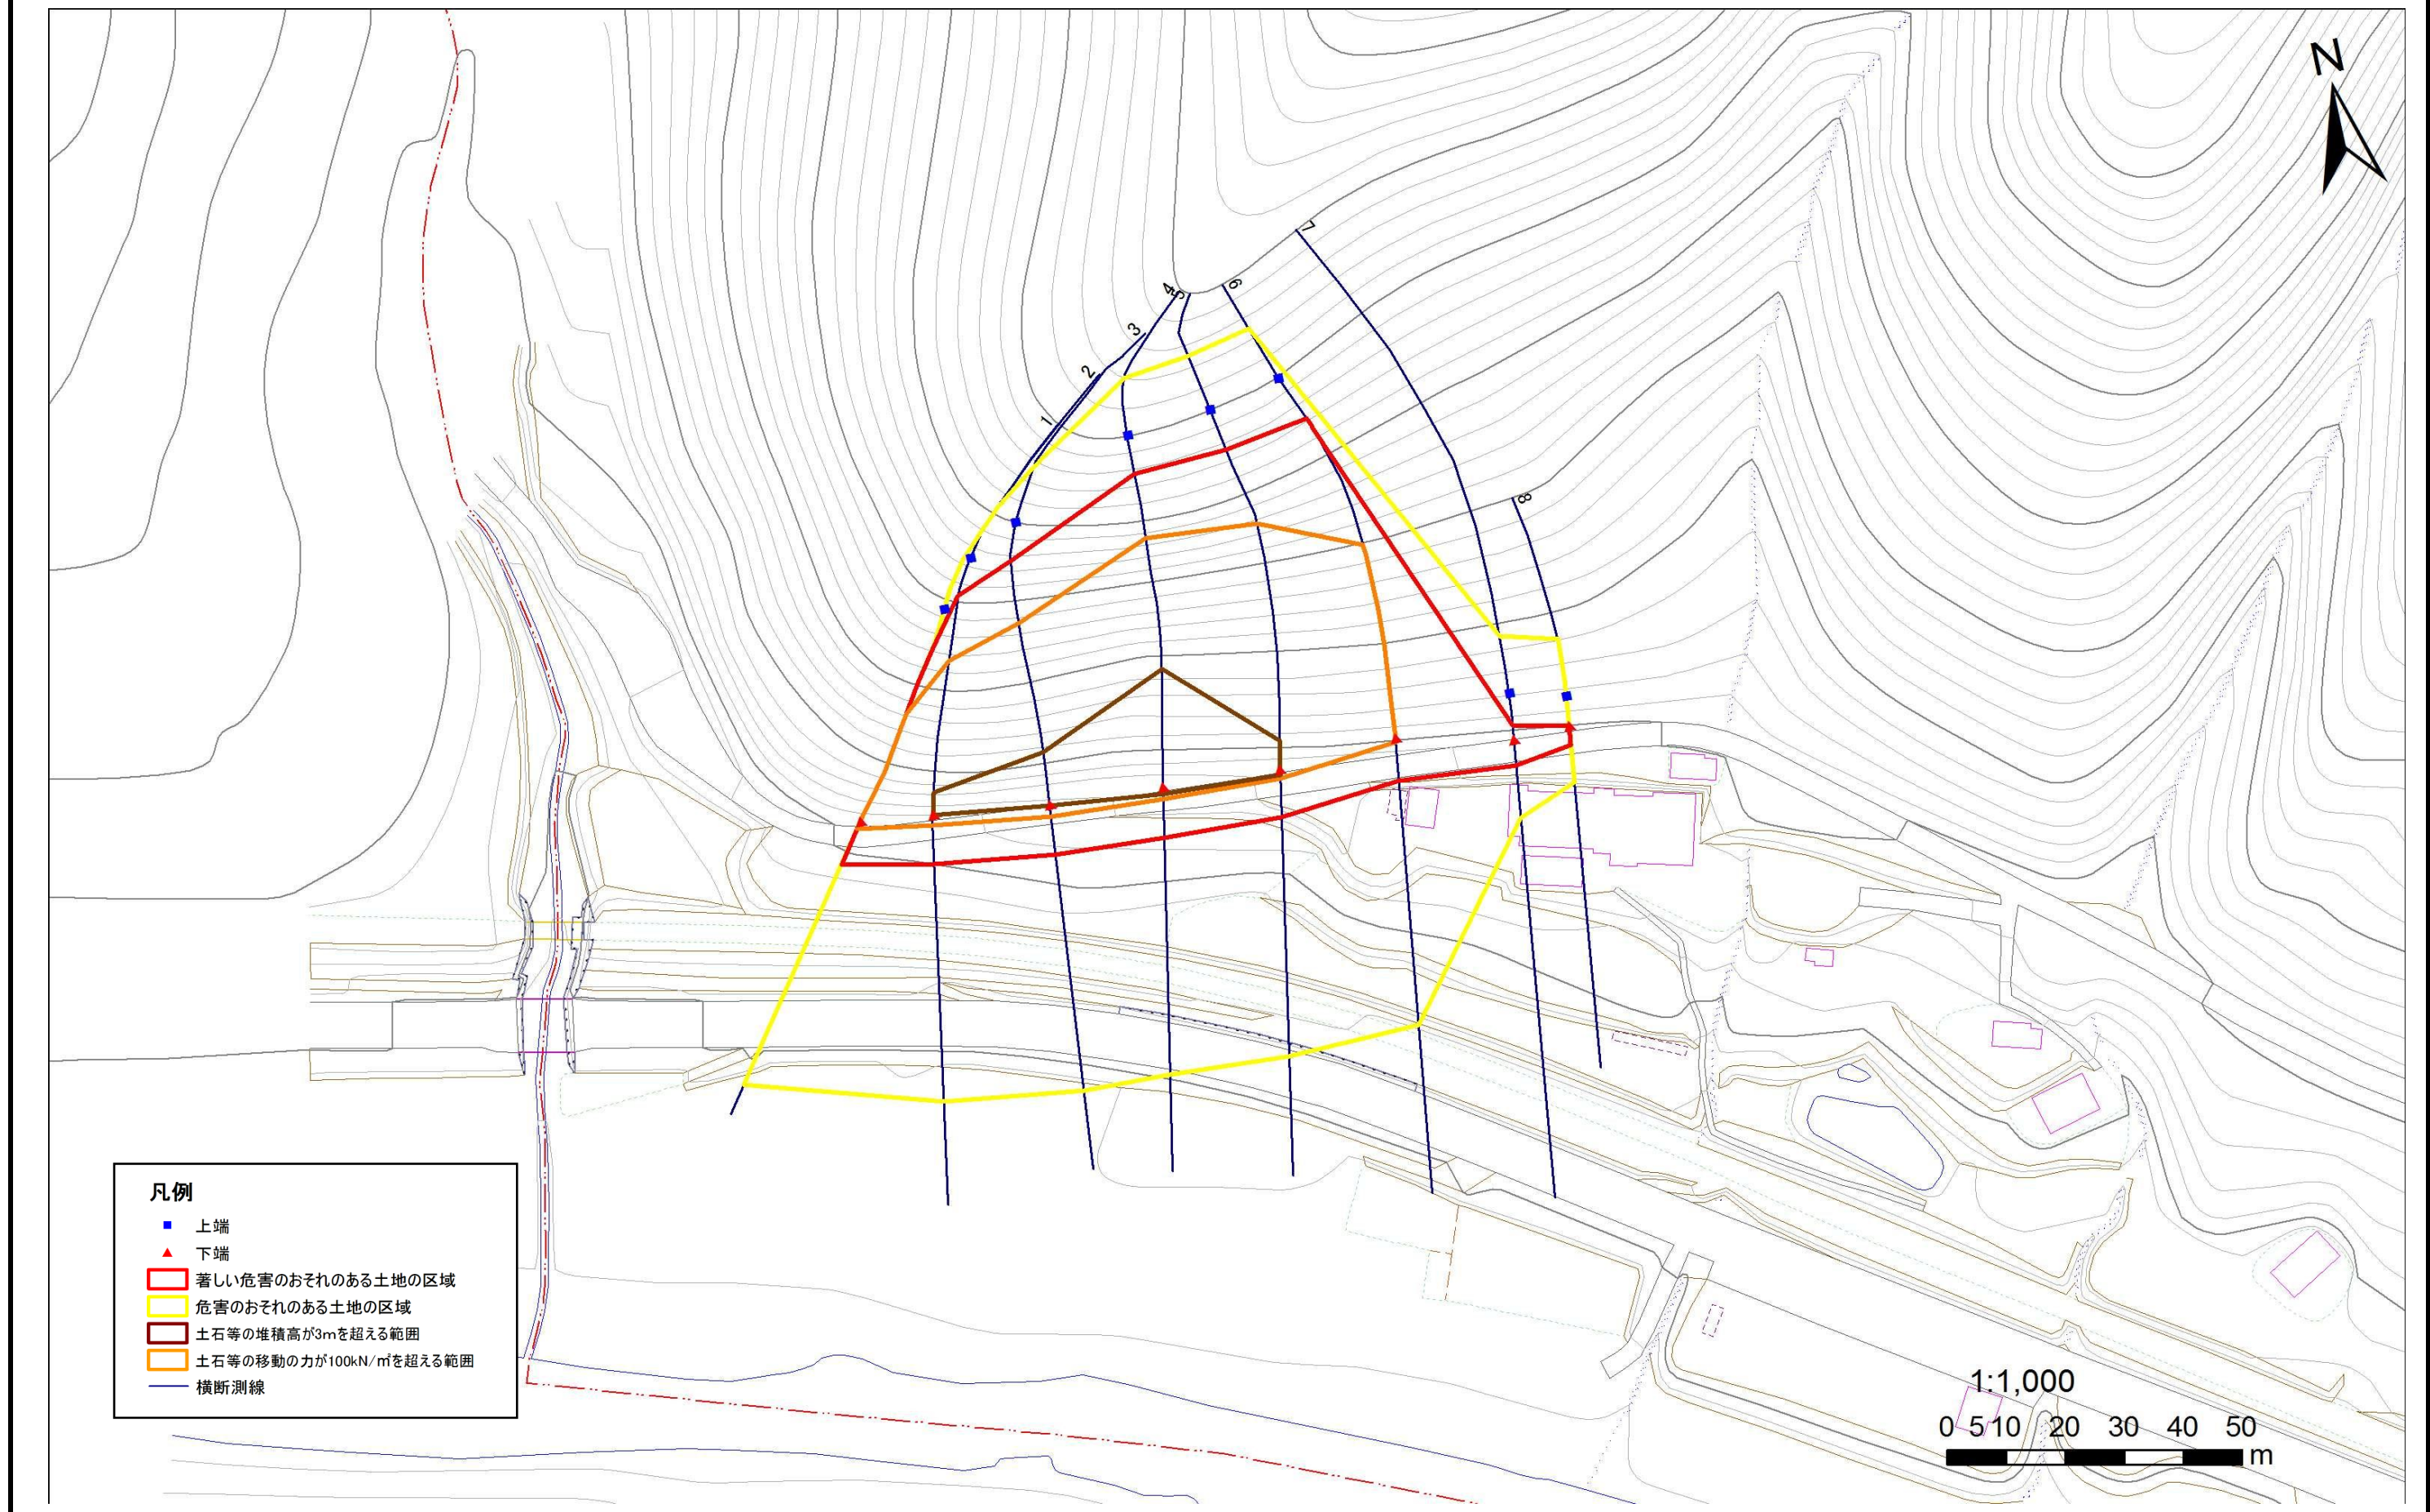 N
7
6
4
5
3
2
1
8
凡例
上端
下端
著しい危害のおそれのある土地の区域
危害のおそれのある土地の区域
土石等の堆積高が3mを超える範囲
土石等の移動の力が100kN/㎡を超える範囲
横断測線
1:1,000
0 5 10 20 30 40 50
m